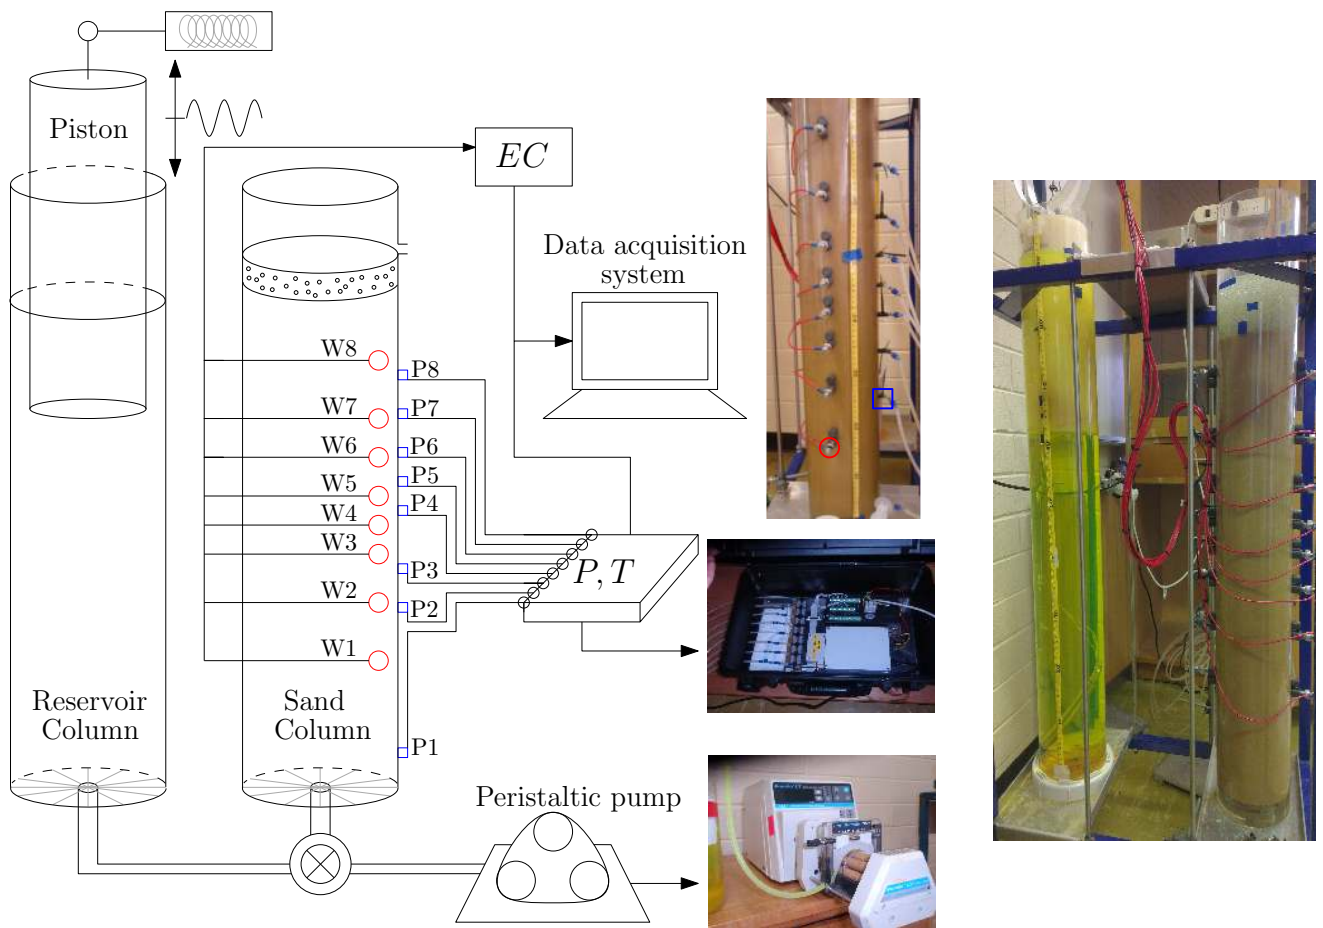 Piston
EC
Data acquisition
system
W8
P8
W7
P7
W6
P6
W5
P5
W4
P4
W3
P3
P, T
W2
P2
W1
Reservoir
Column
Sand
Column
P1
Peristaltic pump